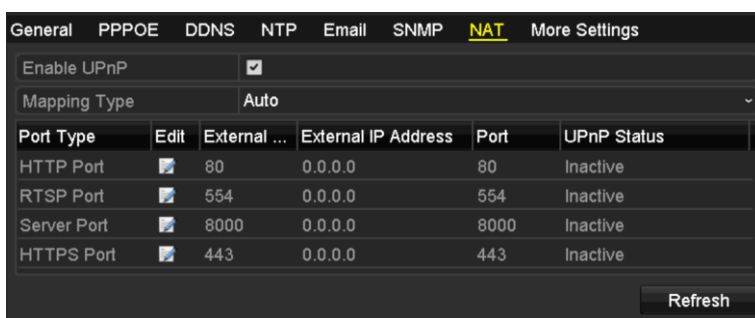 General PPPOE DDNS NTP Email SNMP NAT More Settings
Enable UPnP
Mapping Type Auto
Port Type Edit External ... External IP Address Port UPnP Status
HTTP Port 80 0.0.0.0 80 Inactive
RTSP Port 554 0.0.0.0 554 Inactive
Server Port 8000 0.0.0.0 8000 Inactive
HTTPS Port 443 0.0.0.0 443 Inactive
Refresh